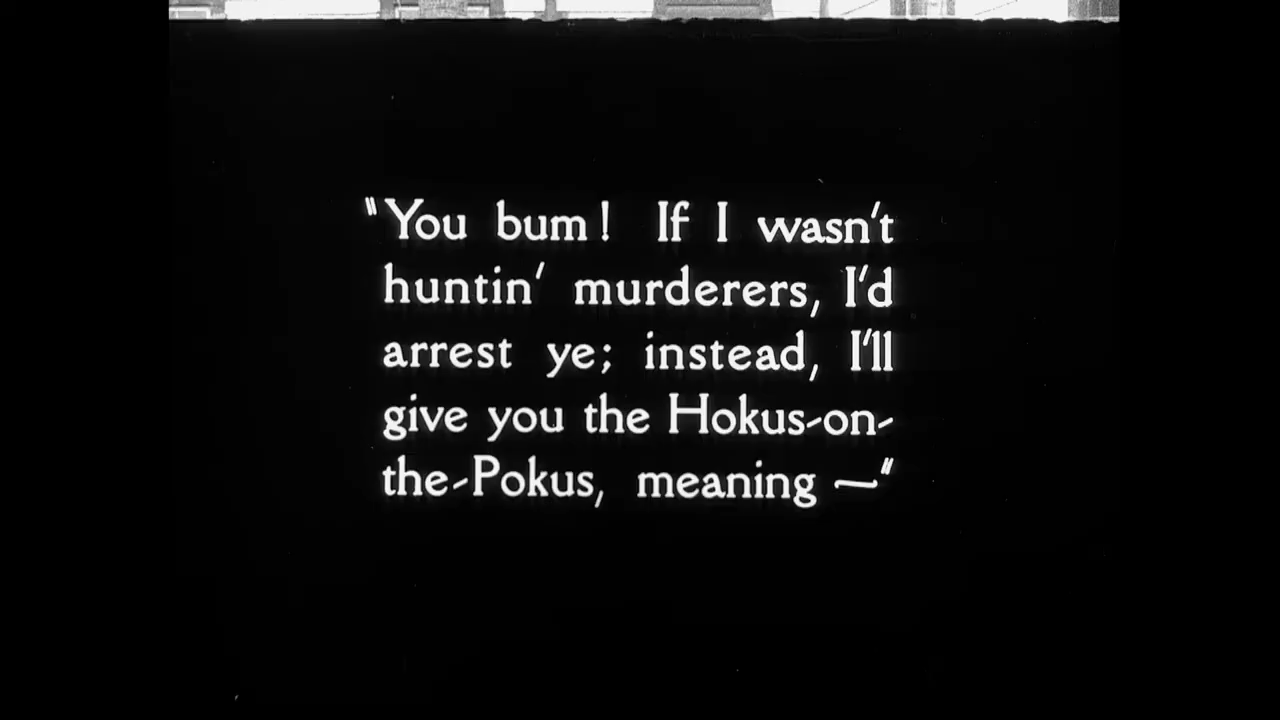 "You bum! If I wasn't
huntin' murderers, I'd
arrest ye; instead, I'll
give you the Hokus-on-
the-Pokus, meaning —"